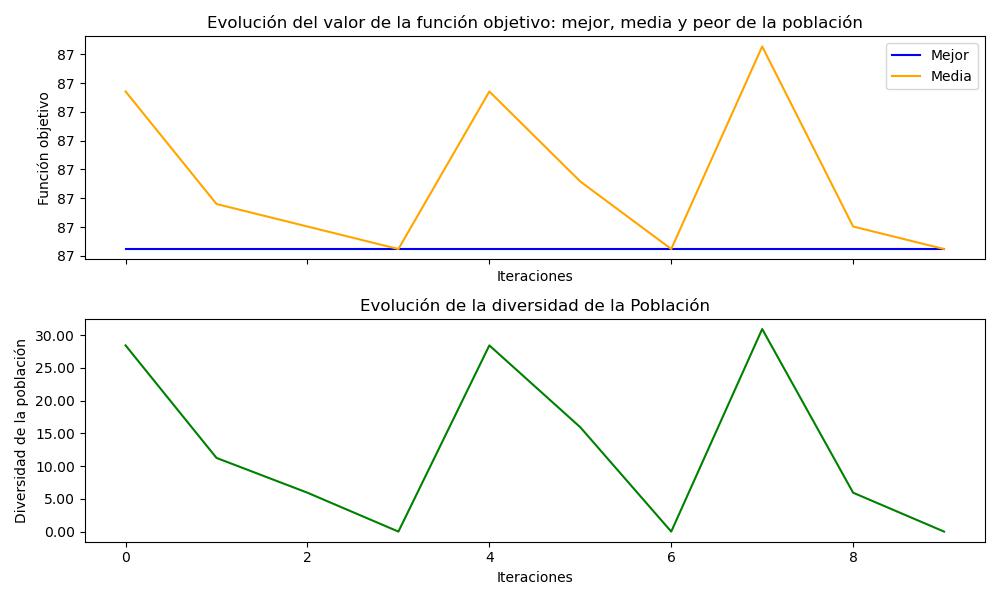 Evolución del valor de la función objetivo: mejor, media y peor de la población
Función objetivo
87
87
87
87
87
87
87
87
Mejor
Media
Iteraciones
Evolución de la diversidad de la Población
Diversidad de la población
30.00
25.00
20.00
15.00
10.00
5.00
0.00
0 2 4 6 8
Iteraciones